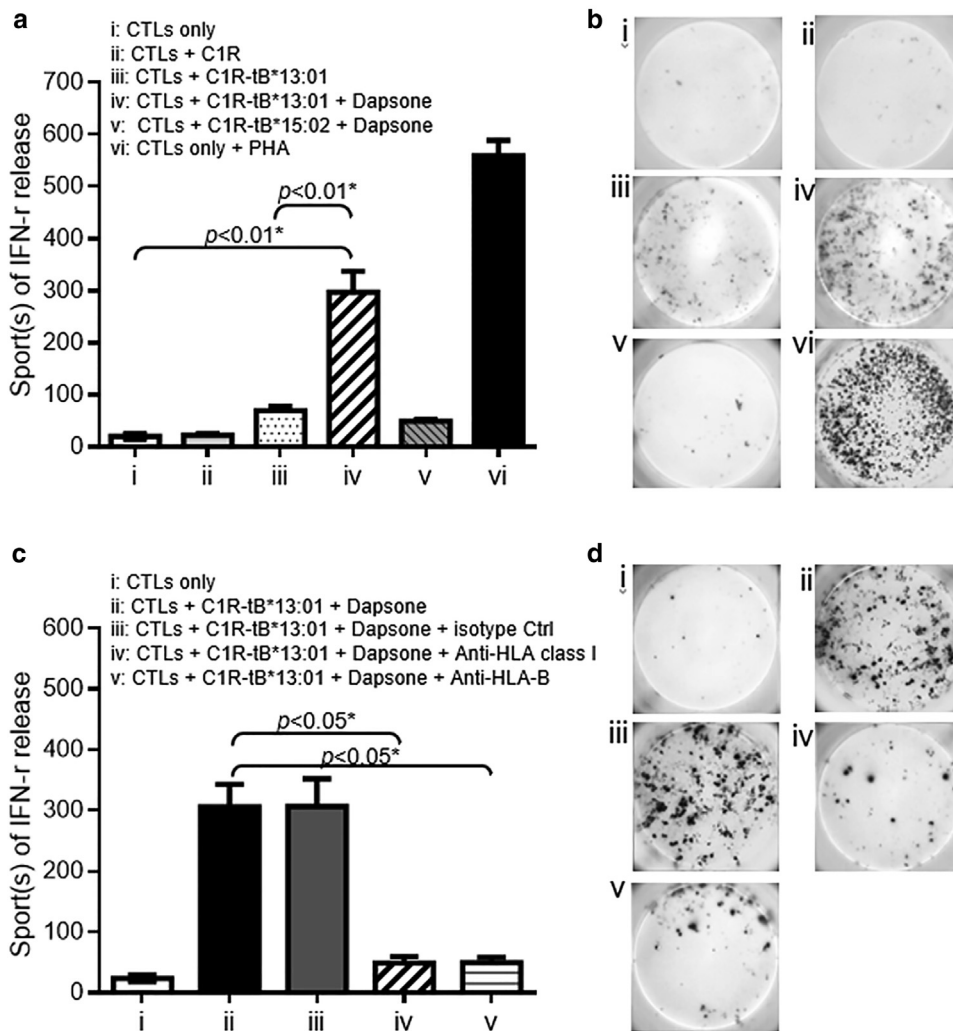 a
i: CTLs only
ii: CTLs + C1R
iii: CTLs + C1R-tB*13:01
iv: CTLs + C1R-tB*13:01 + Dapsone
v: CTLs + C1R-tB*15:02 + Dapsone
vi: CTLs only + PHA
Sport(s) of IFN-r release
700
600
500
400
300
200
100
0
p<0.01*
p<0.01*
i ii iii iv v vi
b
i ii
iii iv
v vi
c
i: CTLs only
ii: CTLs + C1R-tB*13:01 + Dapsone
iii: CTLs + C1R-tB*13:01 + Dapsone + isotype Ctrl
iv: CTLs + C1R-tB*13:01 + Dapsone + Anti-HLA class I
v: CTLs + C1R-tB*13:01 + Dapsone + Anti-HLA-B
Sport(s) of IFN-r release
600
500
400
300
200
100
0
p<0.05*
p<0.05*
i ii iii iv v
d
i ii
iii iv
v